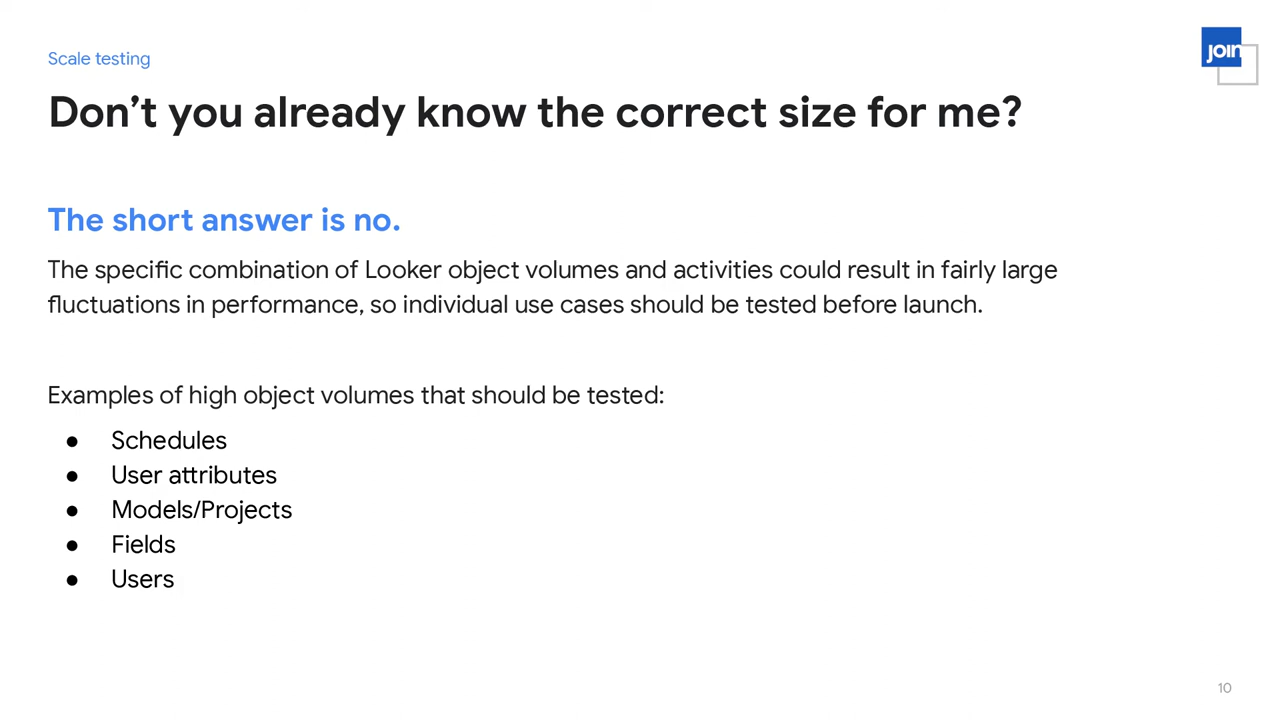 Scale testing
join
Don’t you already know the correct size for me?
The short answer is no.
The specific combination of Looker object volumes and activities could result in fairly large
fluctuations in performance, so individual use cases should be tested before launch.
Examples of high object volumes that should be tested:
● Schedules
● User attributes
● Models/Projects
● Fields
● Users
10